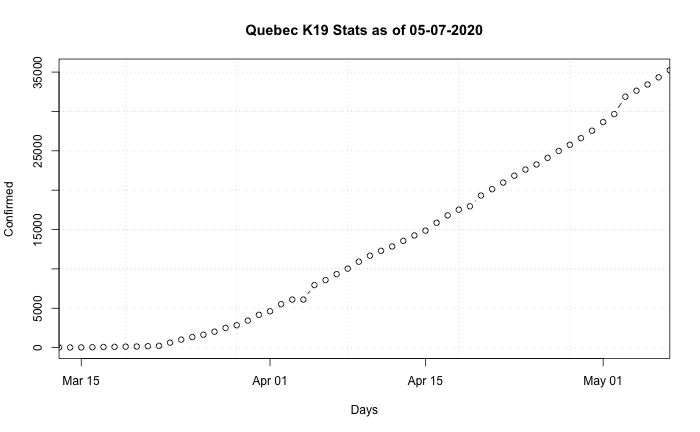 Quebec K19 Stats as of 05-07-2020
35000
25000
15000
5000
0
Confirmed
Mar 15 Apr 01 Apr 15 May 01
Days